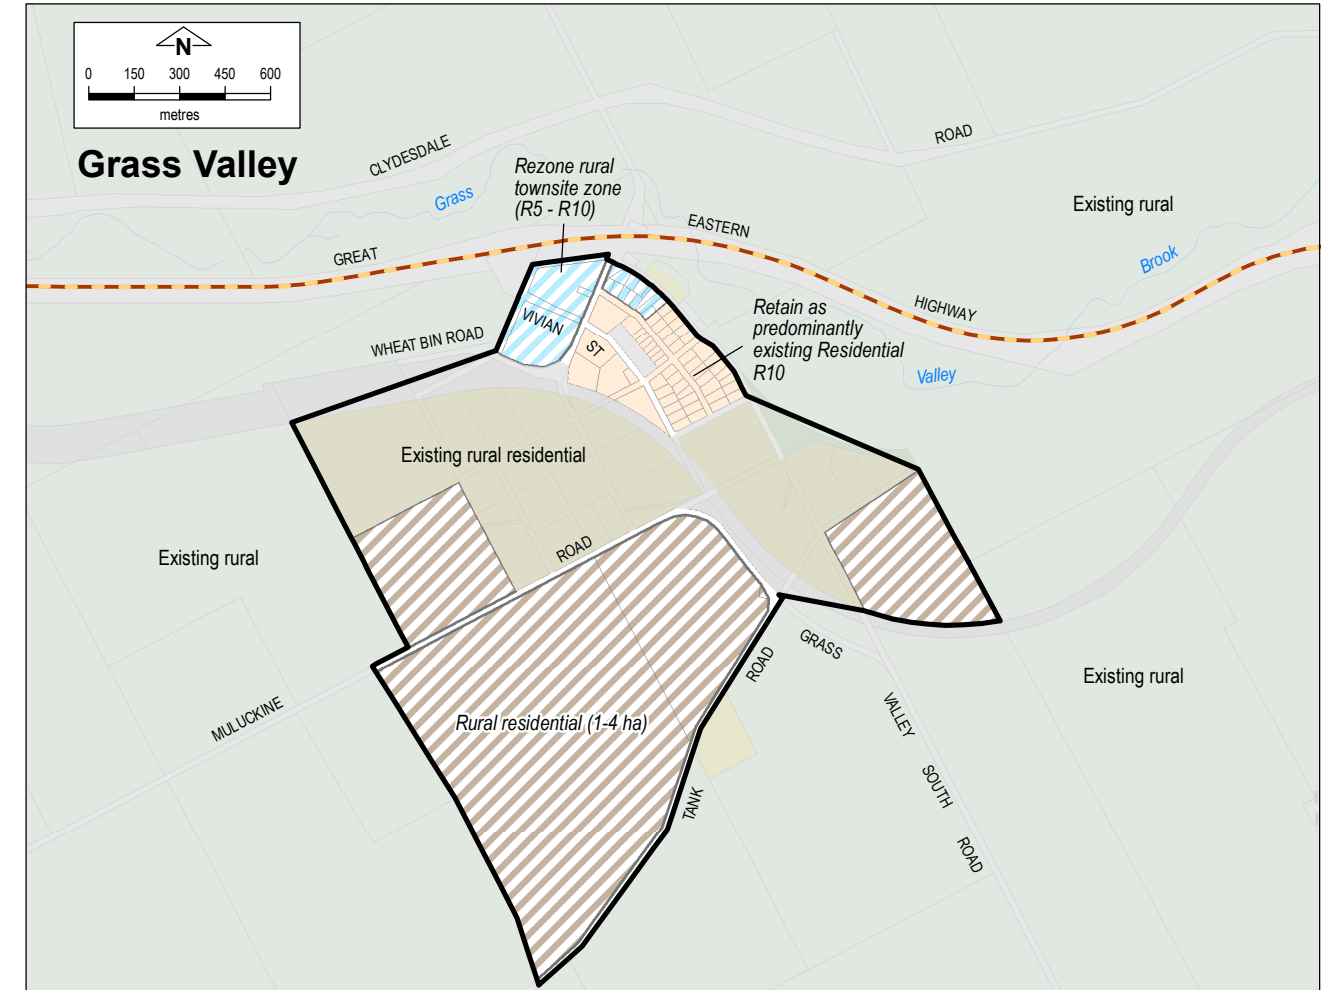 N
0 150 300 450 600
metres
Grass Valley
CLYDESDALE
ROAD
Rezone rural
townsite zone
(R5 - R10)
Grass
Existing rural
EASTERN
GREAT
Brook
HIGHWAY
Retain as
predominantly
existing Residential
R10
VIVIAN
ST
WHEAT BIN ROAD
Valley
Existing rural residential
ROAD
Existing rural
GRASS
ROAD
Existing rural
MULUCKINE
Rural residential (1-4 ha)
VALLEY
SOUTH
TANK
ROAD